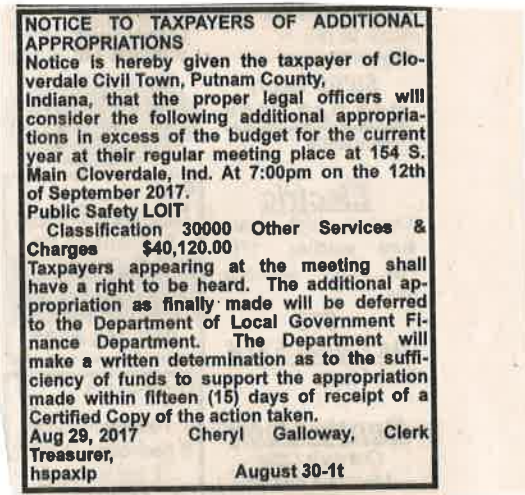 NOTICE TO TAXPAYERS OF ADDITIONAL
APPROPRIATIONS
Notice is hereby given the taxpayer of Clo-
verdale Civil Town, Putnam County,
Indiana, that the proper legal officers will
consider the following additional appropria-
tions in excess of the budget for the current
year at their regular meeting place at 154 S.
Main Cloverdale, Ind. At 7:00pm on the 12th
of September 2017.
Public Safety LOIT
Classification 30000 Other Services &
Charges $40,120.00
Taxpayers appearing at the meeting shall
have a right to be heard. The additional ap-
propriation as finally made will be deferred
to the Department of Local Government Fi-
nance Department. The Department will
make a written determination as to the suffi-
ciency of funds to support the appropriation
made within fifteen (15) days of receipt of a
Certified Copy of the action taken.
Aug 29, 2017 Cheryl Galloway, Clerk
Treasurer,
hspaxlp August 30-1t